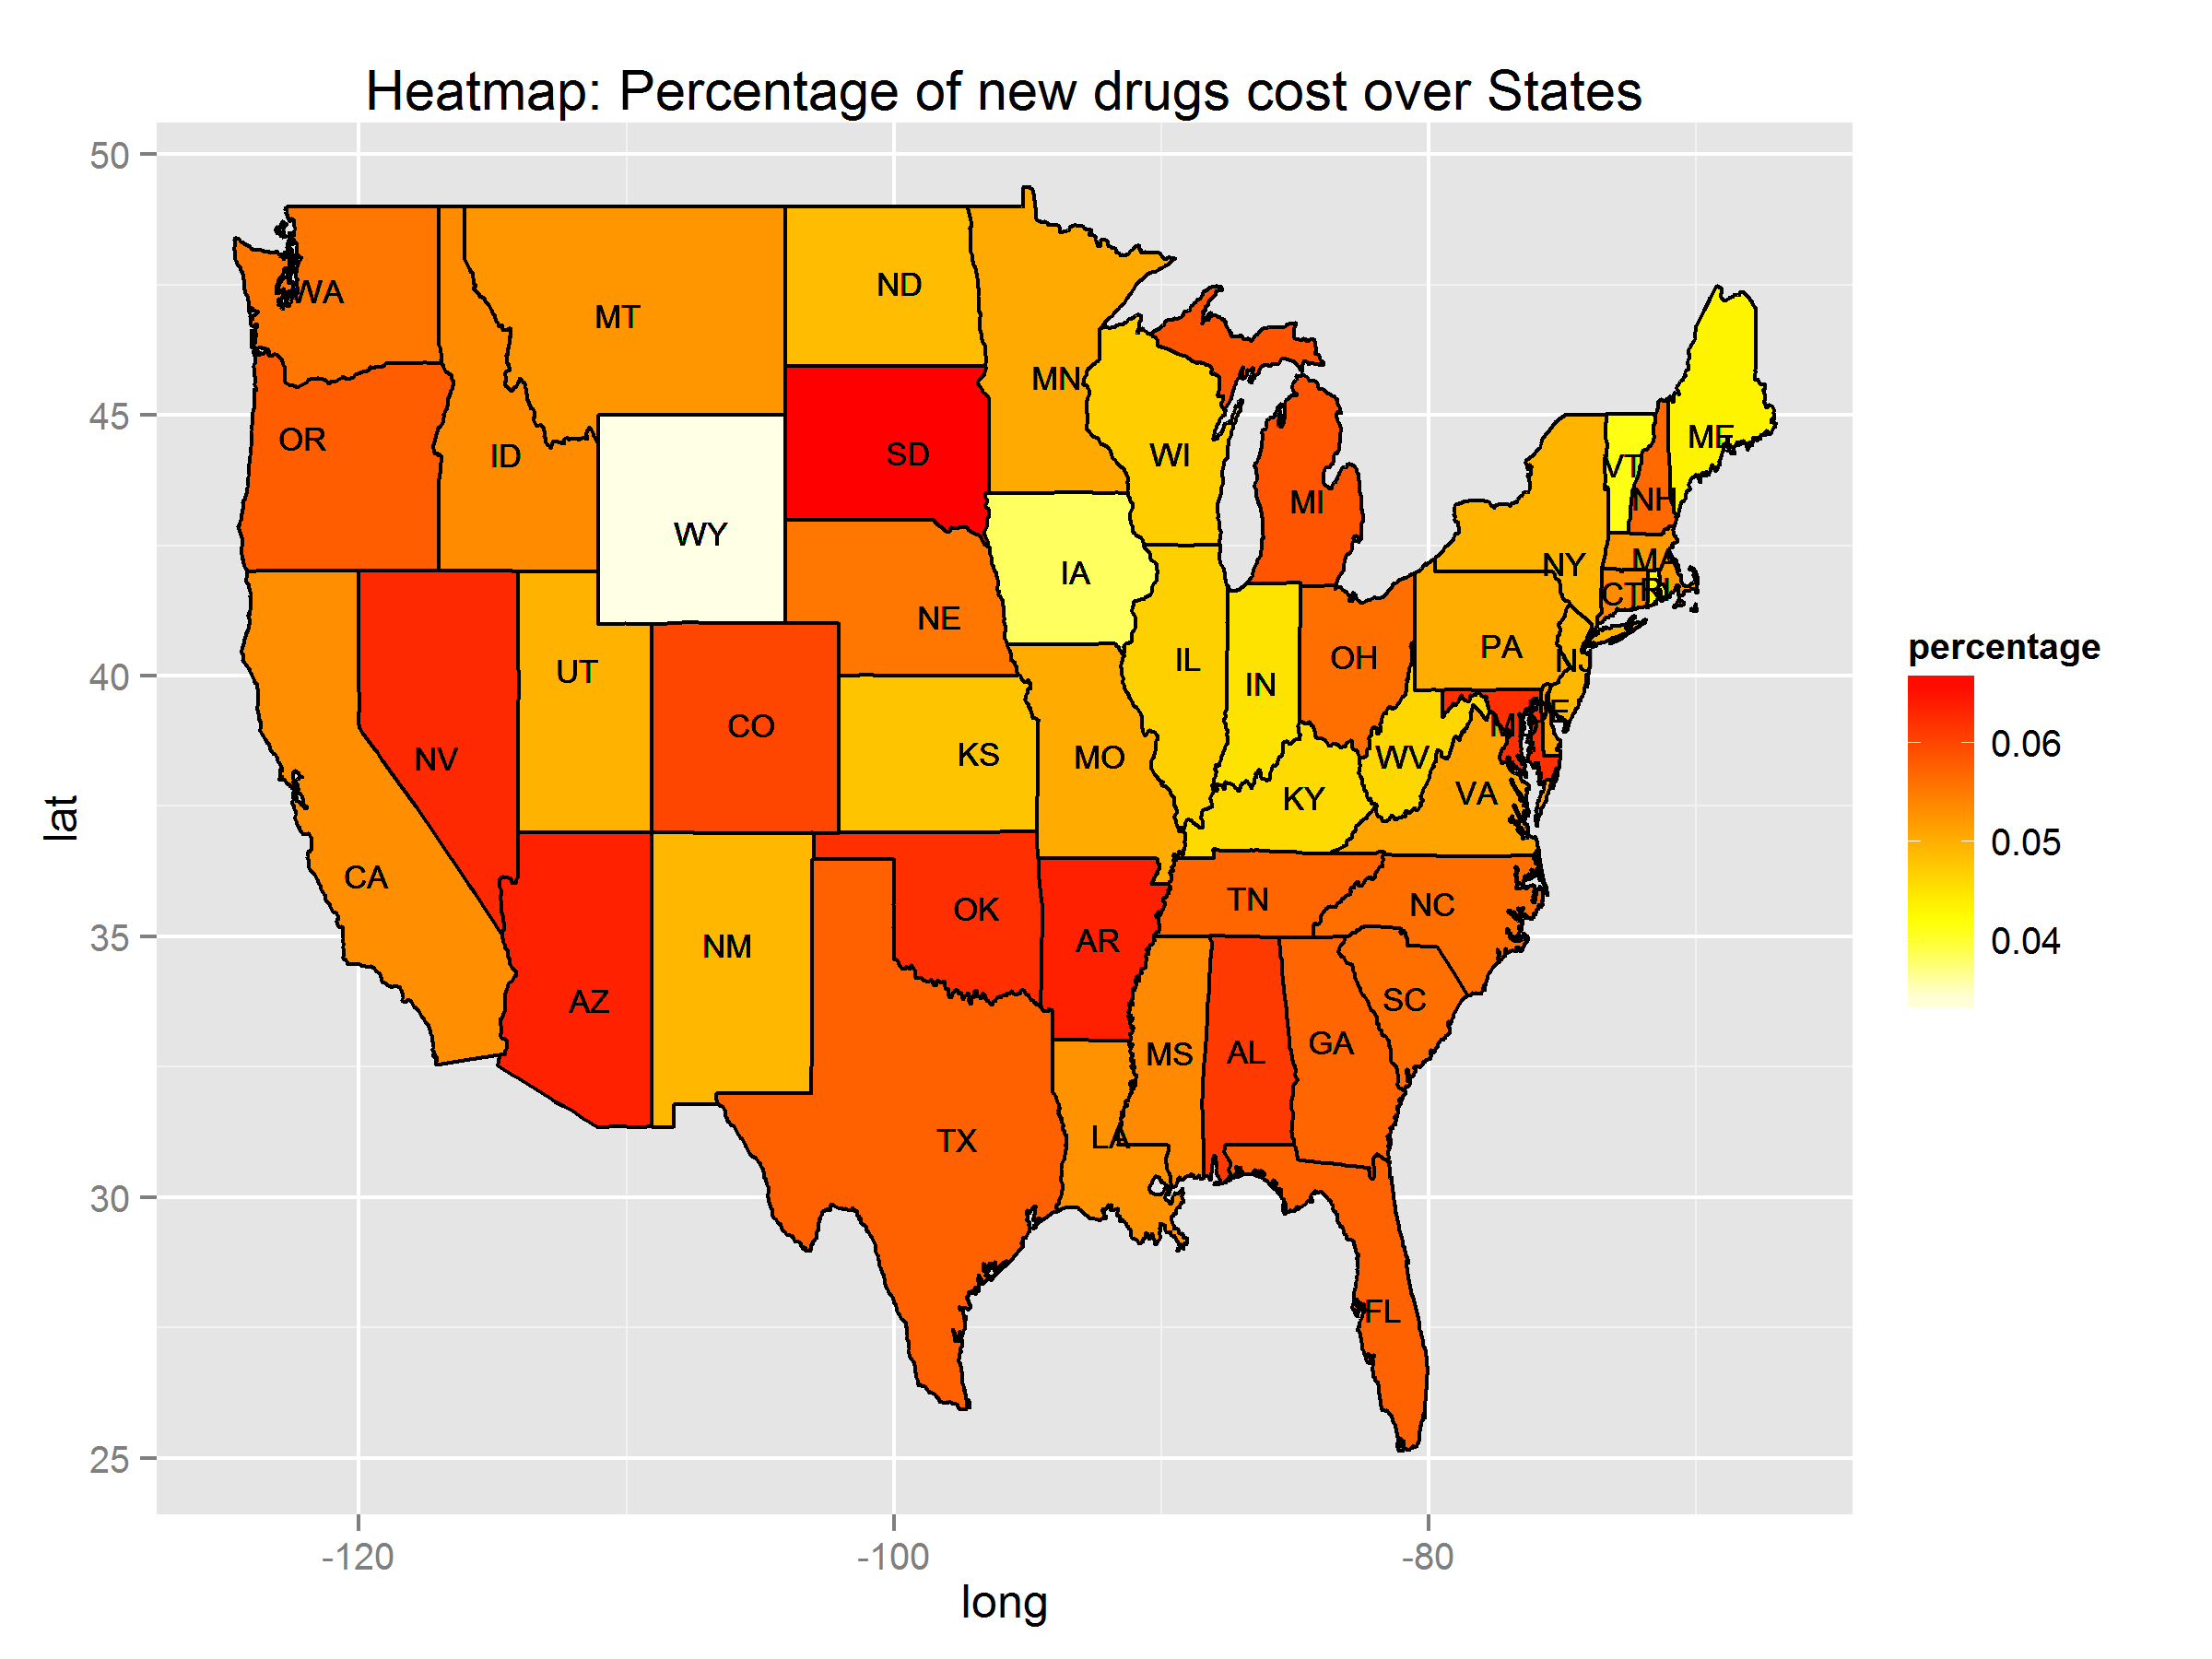 Heatmap: Percentage of new drugs cost over States
50
45
40
35
30
25
lat
-120
-100
-80
long
WA
MT
ND
MN
OR
ID
SD
WI
MI
ME
VT
NH
WY
IA
NY
MA
CT
RI
NE
UT
IL
IN
OH
PA
NJ
CO
NV
KS
MO
KY
WV
VA
CA
NM
OK
AR
TN
NC
AZ
SC
MS
AL
GA
TX
LA
FL
percentage
0.06
0.05
0.04